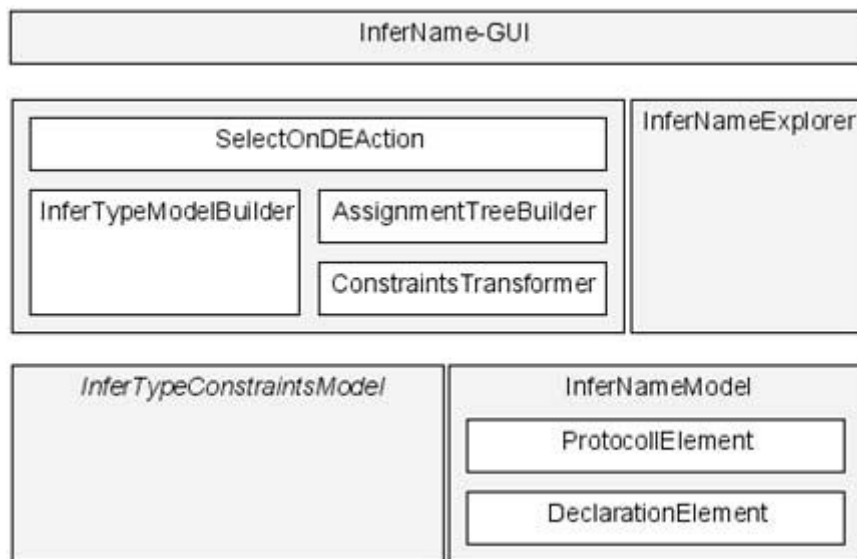 InferName-GUI
SelectOnDEAction
InferNameExplorer
InferTypeModelBuilder
AssignmentTreeBuilder
ConstraintsTransformer
InferTypeConstraintsModel
InferNameModel
ProtocollElement
DeclarationElement